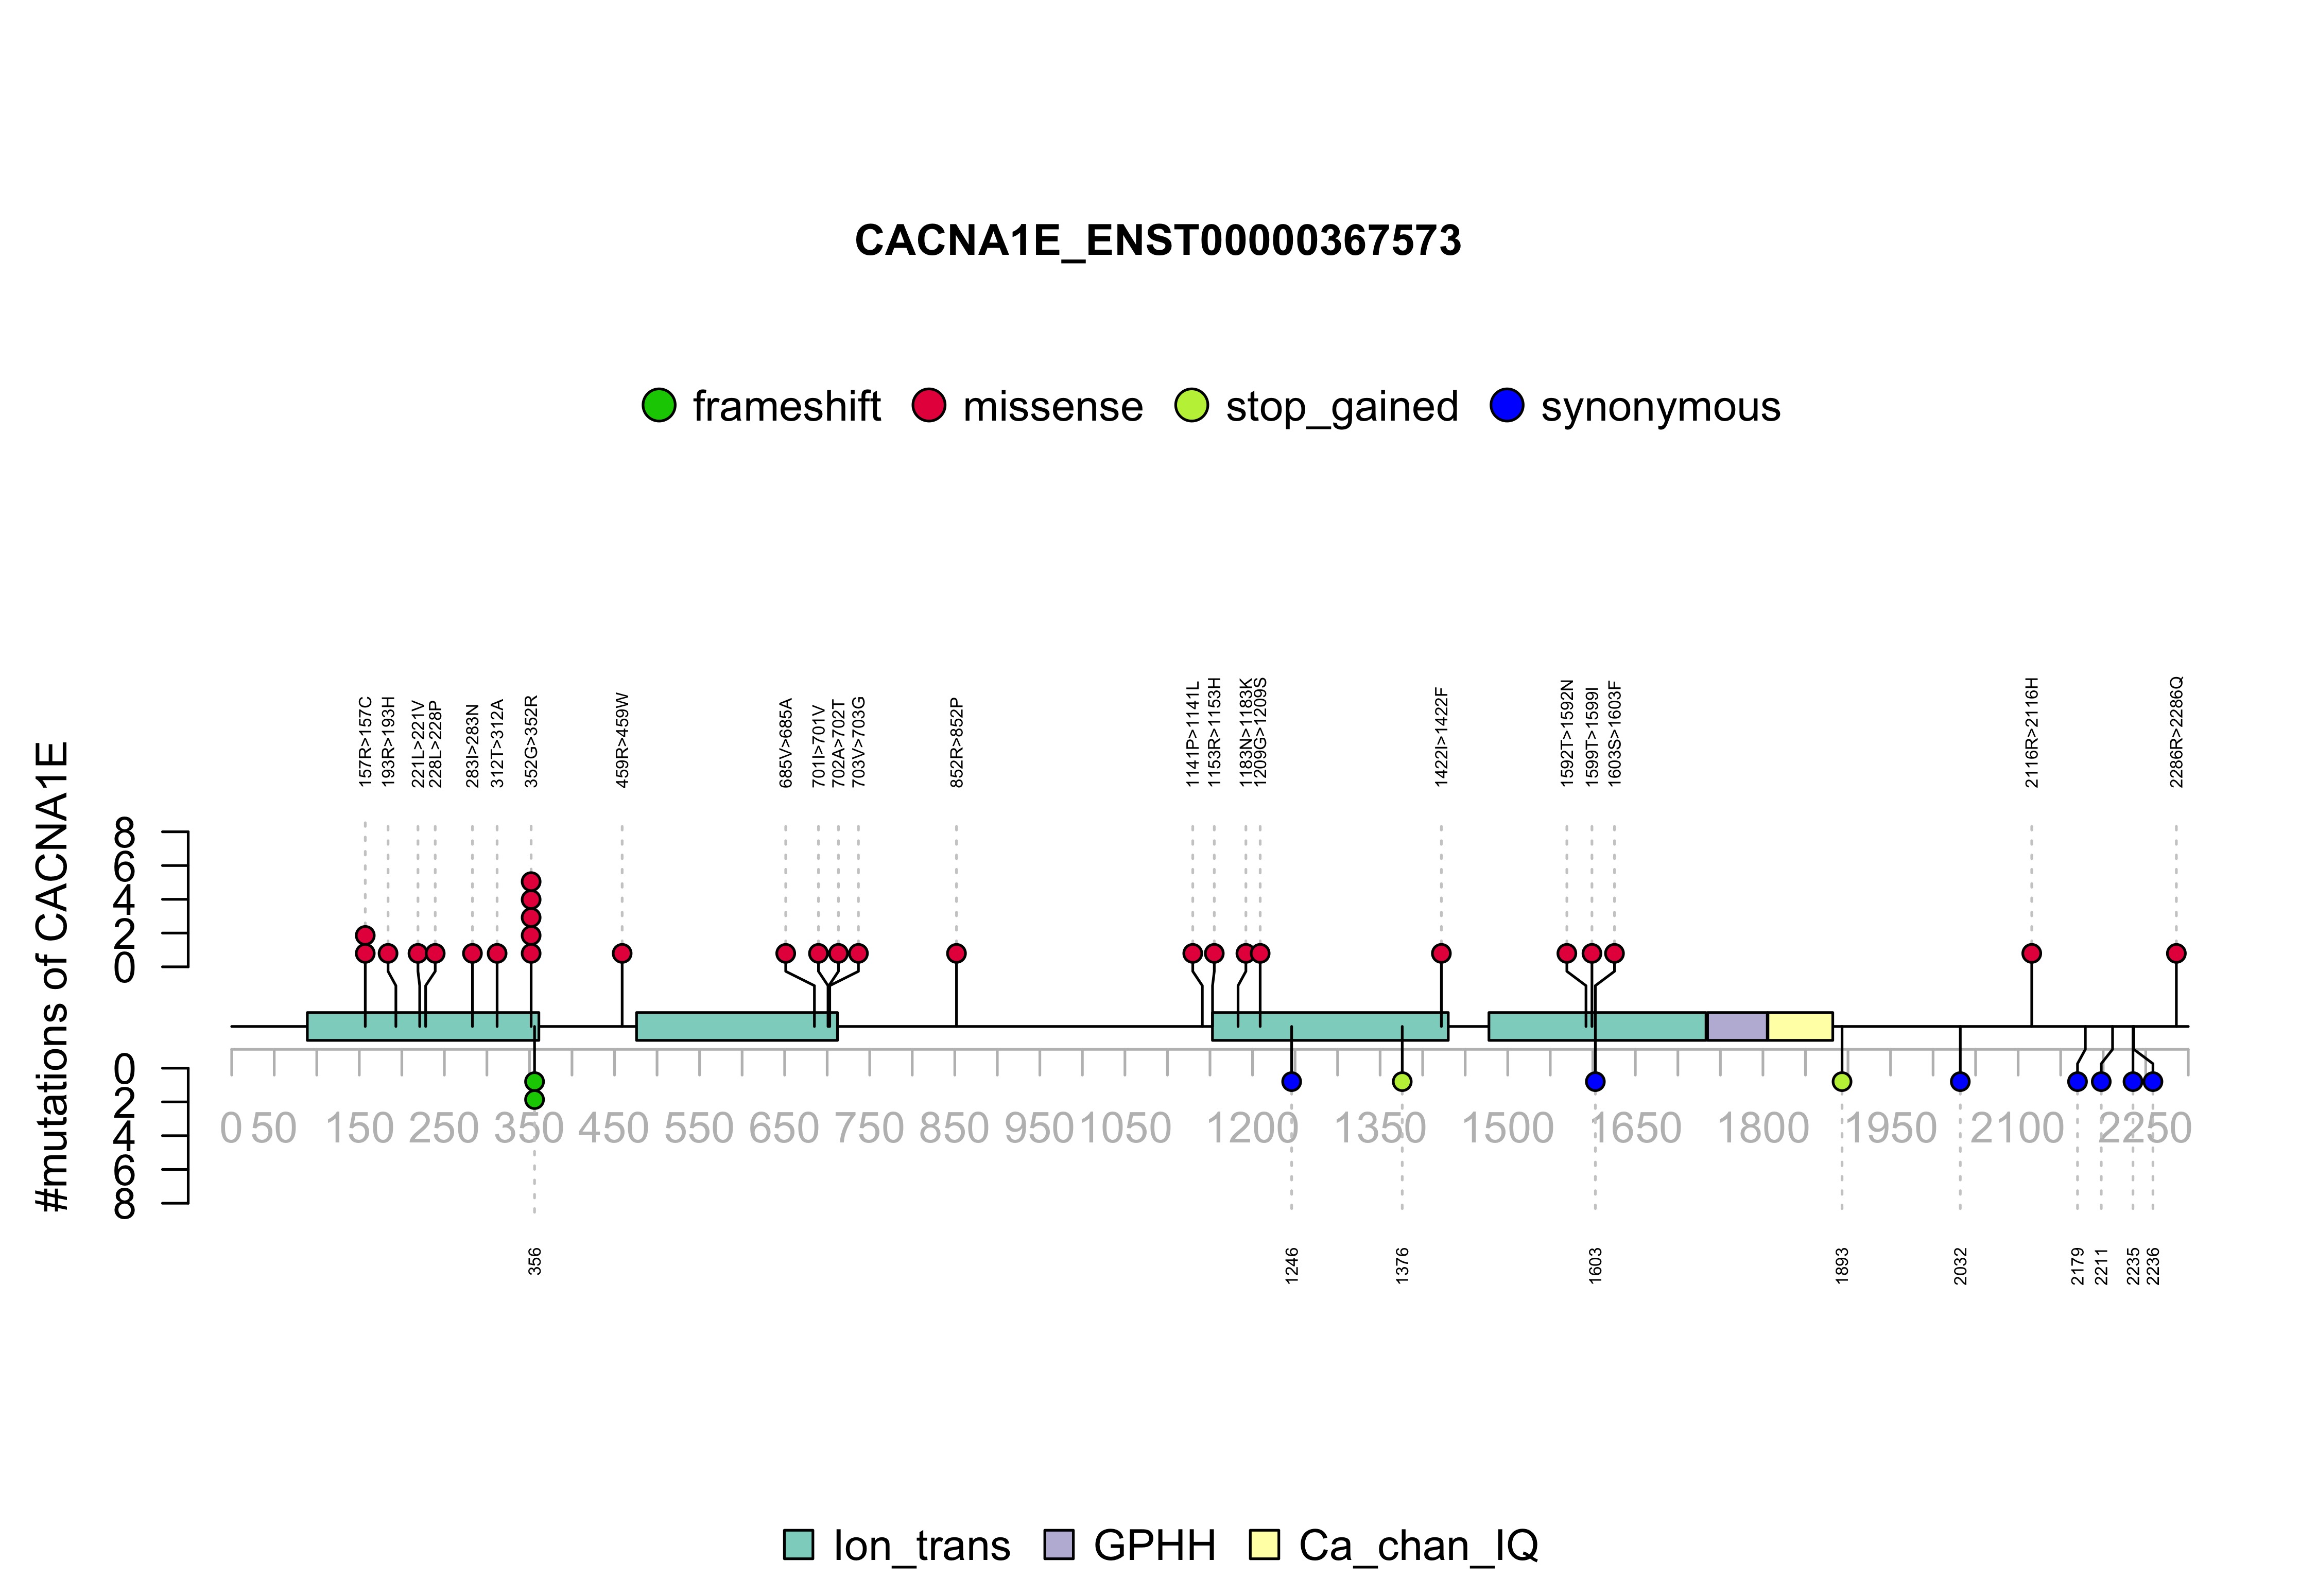 CACNA1E_ENST00000367573
frameshift missense stop_gained synonymous
157R>157C 193R>193H 221L>221V 228L>228P 283I>283N 312T>312A 352G>352R 459R>459W 685V>685A 701I>701V 702A>702T 703V>703G 852R>852P 1141P>1141L 1153R>1153H 1183N>1183K 1209G>1209S 1422I>1422F 1592T>1592N 1599T>1599I 1603S>1603F 2116R>2116H 2286R>2286Q
#mutations of CACNA1E
8
6
4
2
0
0
2
4
6
8
0 50 150 250 350 450 550 650 750 850 950 1050 1200 1350 1500 1650 1800 1950 2100 2250
356 1246 1376 1603 1893 2032 2179 2211 2235 2236
Ion_trans GPHH Ca_chan_IQ